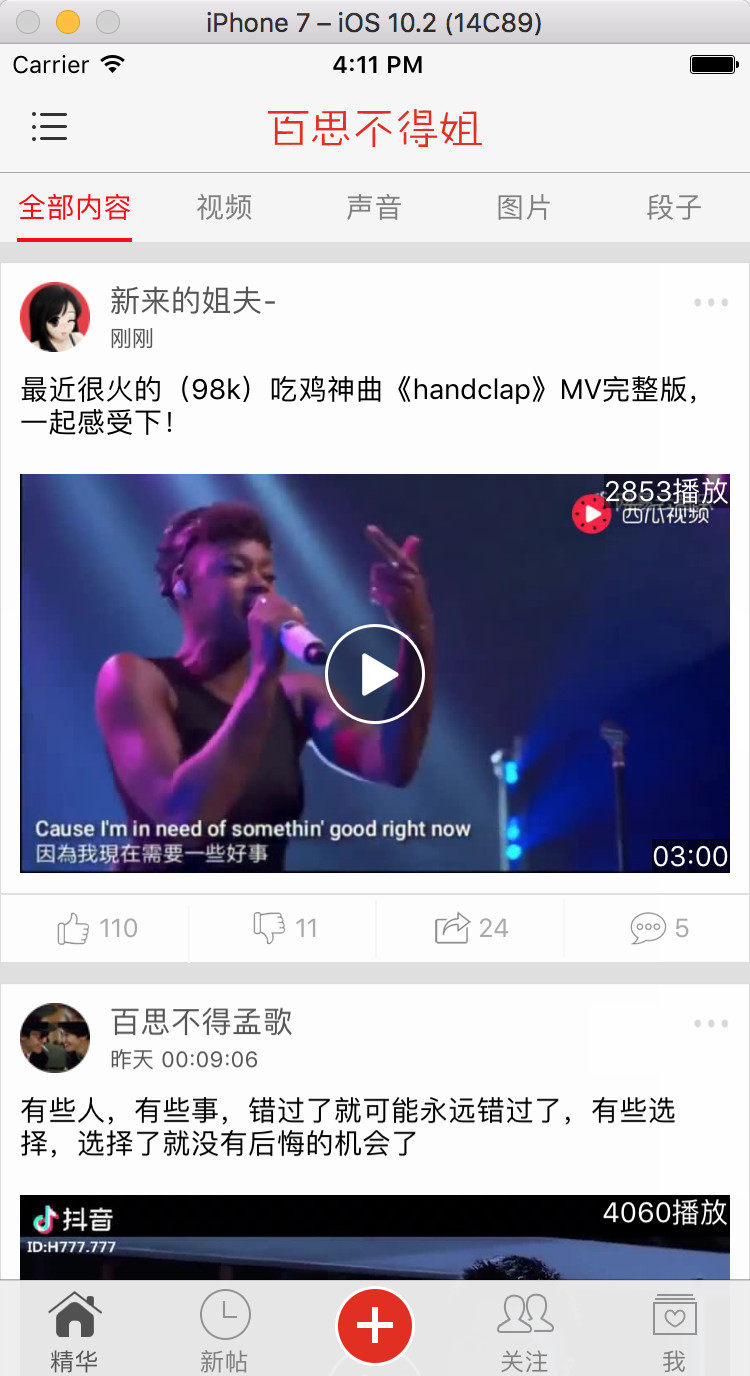 iPhone 7 – iOS 10.2 (14C89)
Carrier
4:11 PM
百思不得姐
全部内容
视频
声音
图片
段子
新来的姐夫-
刚刚
最近很火的（98k）吃鸡神曲《handclap》MV完整版，
一起感受下！
2853播放
西瓜视频
Cause I'm in need of somethin' good right now
因為我現在需要一些好事
03:00
110
11
24
5
百思不得孟歌
昨天 00:09:06
有些人，有些事，错过了就可能永远错过了，有些选
择，选择了就没有后悔的机会了
抖音
4060播放
ID:H777.777
精华
新帖
关注
我